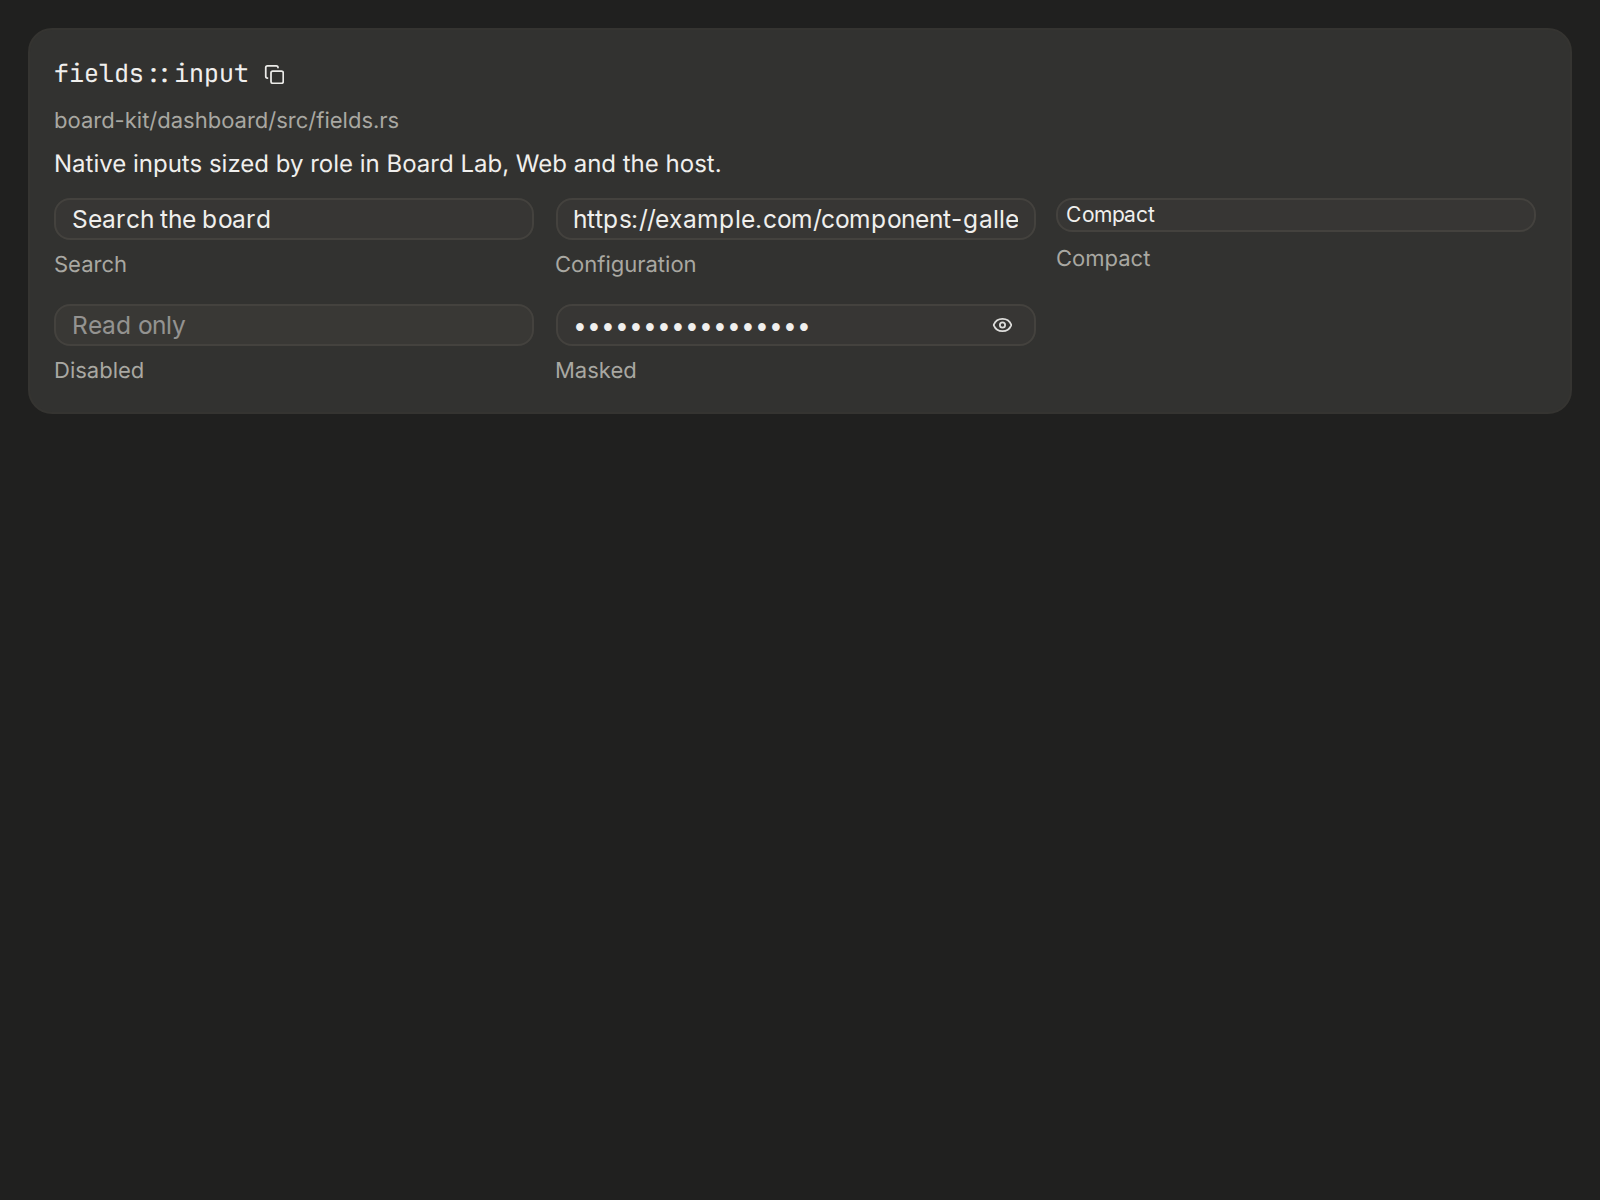 fields::input
board-kit/dashboard/src/fields.rs
Native inputs sized by role in Board Lab, Web and the host.
Search the board
https://example.com/component-galle
Compact
Search
Configuration
Compact
Read only
•••••••••••••••••
Disabled
Masked